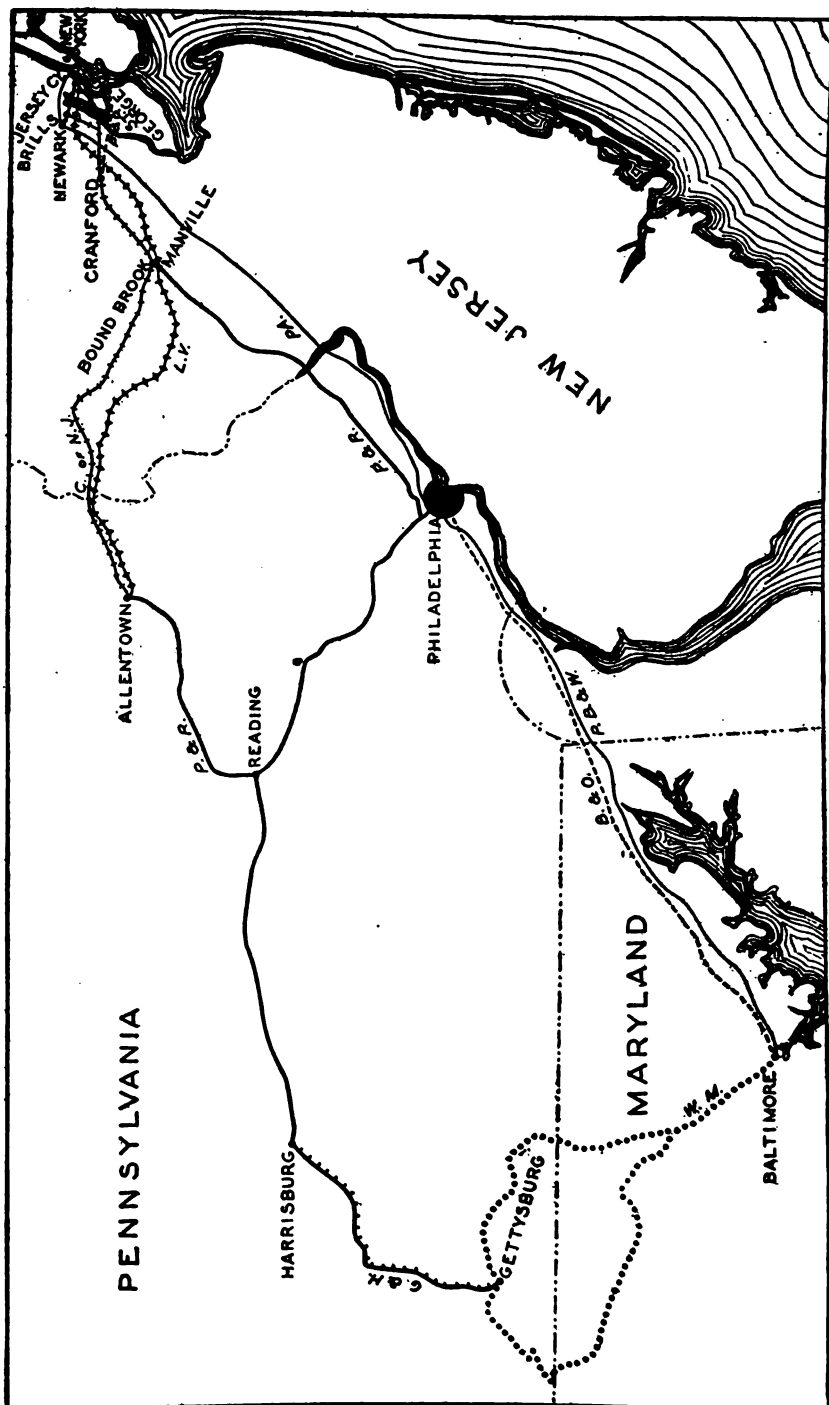 NEW
YORK
JERSEY C.
BRILLS
NEWARK
CRANFORD
MANVILLE
BOUND BROOK
L.V.
C. of N.J.
PA.
P. & R.
NEW JERSEY
ALLENTOWN
PHILADELPHIA
P. & R.
READING
P. B. & W.
B. & O.
MARYLAND
PENNSYLVANIA
HARRISBURG
G. & H.
GETTYSBURG
W. M.
BALTIMORE